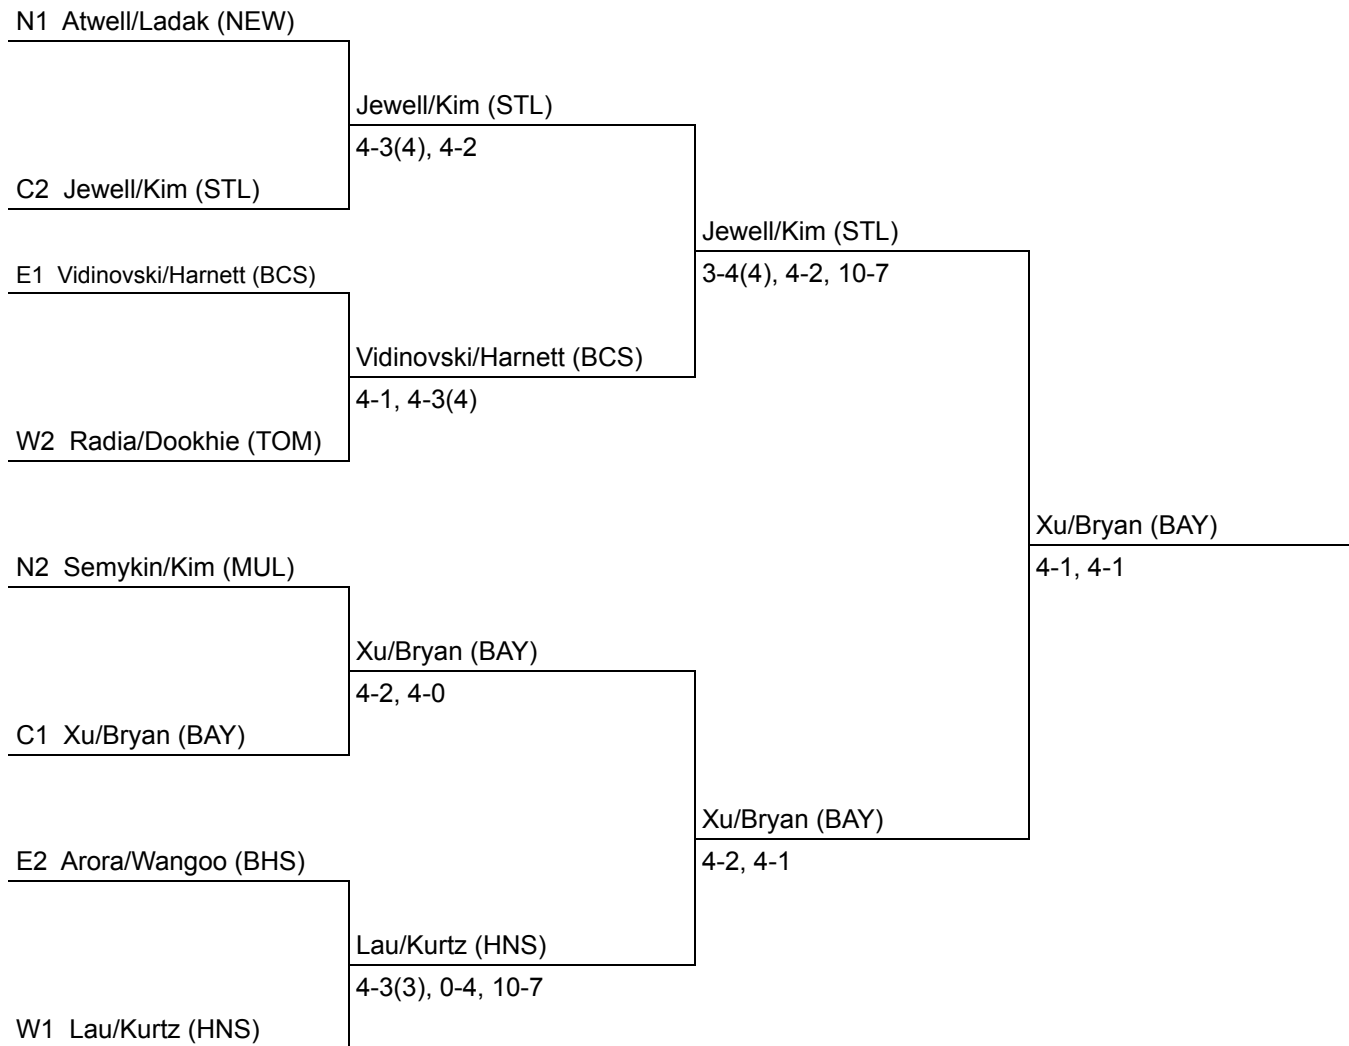 N1 Atwell/Ladak (NEW)
Jewell/Kim (STL)
4-3(4), 4-2
C2 Jewell/Kim (STL)
Jewell/Kim (STL)
3-4(4), 4-2, 10-7
E1 Vidinovski/Harnett (BCS)
Vidinovski/Harnett (BCS)
4-1, 4-3(4)
W2 Radia/Dookhie (TOM)
Xu/Bryan (BAY)
4-1, 4-1
N2 Semykin/Kim (MUL)
Xu/Bryan (BAY)
4-2, 4-0
C1 Xu/Bryan (BAY)
Xu/Bryan (BAY)
4-2, 4-1
E2 Arora/Wangoo (BHS)
Lau/Kurtz (HNS)
4-3(3), 0-4, 10-7
W1 Lau/Kurtz (HNS)